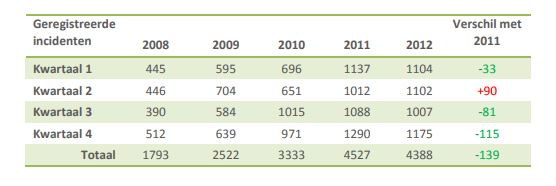 Geregistreerde incidenten 2008 2009 2010 2011 2012 Verschil met 2011
Kwartaal 1 445 595 696 1137 1104 -33
Kwartaal 2 446 704 651 1012 1102 +90
Kwartaal 3 390 584 1015 1088 1007 -81
Kwartaal 4 512 639 971 1290 1175 -115
Totaal 1793 2522 3333 4527 4388 -139